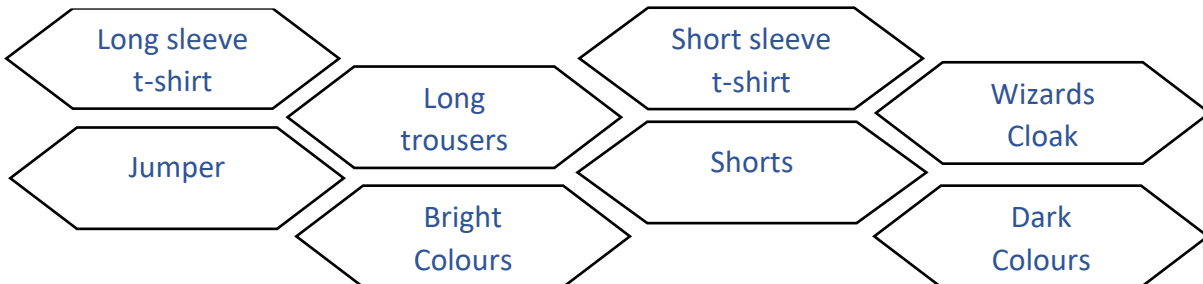 Long sleeve
t-shirt
Short sleeve
t-shirt
Long
trousers
Wizards
Cloak
Jumper
Shorts
Bright
Colours
Dark
Colours